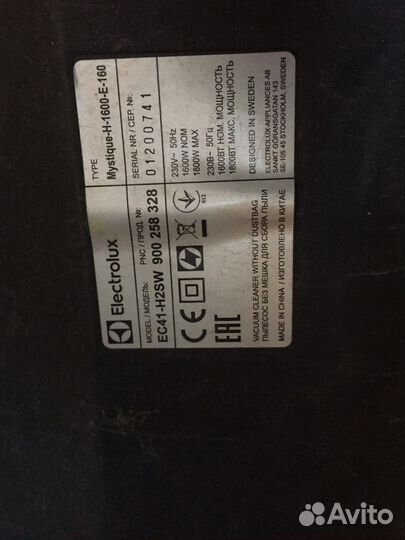 Electrolux
MODEL / МОДЕЛЬ:
EC41-H2SW
PNC / ПРОД. №:
900 258 328
TYPE
Mystique-H-1600-E-160
SERIAL NR / СЕР. №:
01200741
230V~ 50Hz
1600W NOM
1800W MAX
230В~ 50Гц
1600ВТ НОМ. МОЩНОСТЬ
1800ВТ МАКС. МОЩНОСТЬ
CE
EAC
VACUUM CLEANER WITHOUT DUSTBAG
ПЫЛЕСОС БЕЗ МЕШКА ДЛЯ СБОРА ПЫЛИ
MADE IN CHINA / ИЗГОТОВЛЕНО В КИТАЕ
DESIGNED IN SWEDEN
ELECTROLUX APPLIANCES AB
SANKT GÖRANSGATAN 143
SE-105 45 STOCKHOLM, SWEDEN
Avito